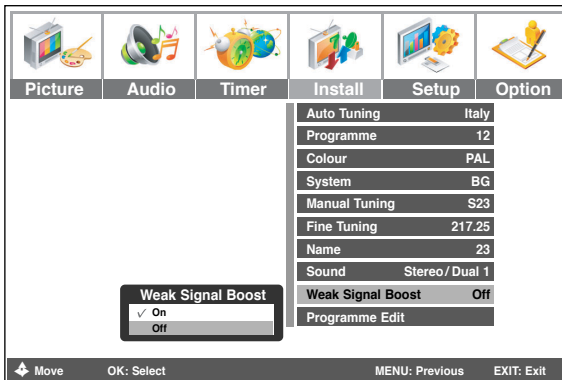 Picture Audio Timer Install Setup Option
Auto Tuning Italy
Programme 12
Colour PAL
System BG
Manual Tuning S23
Fine Tuning 217.25
Name 23
Sound Stereo/Dual 1
Weak Signal Boost Off
Programme Edit
Weak Signal Boost
✓ On
Off
Move OK: Select MENU: Previous EXIT: Exit